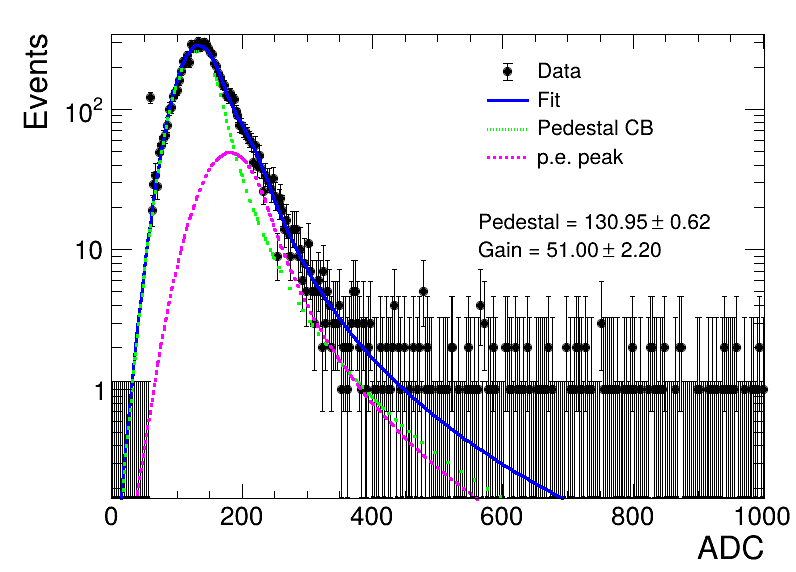 Events
10²
10
1
Data
Fit
Pedestal CB
p.e. peak
Pedestal = 130.95 ± 0.62
Gain = 51.00 ± 2.20
0 200 400 600 800 1000
ADC